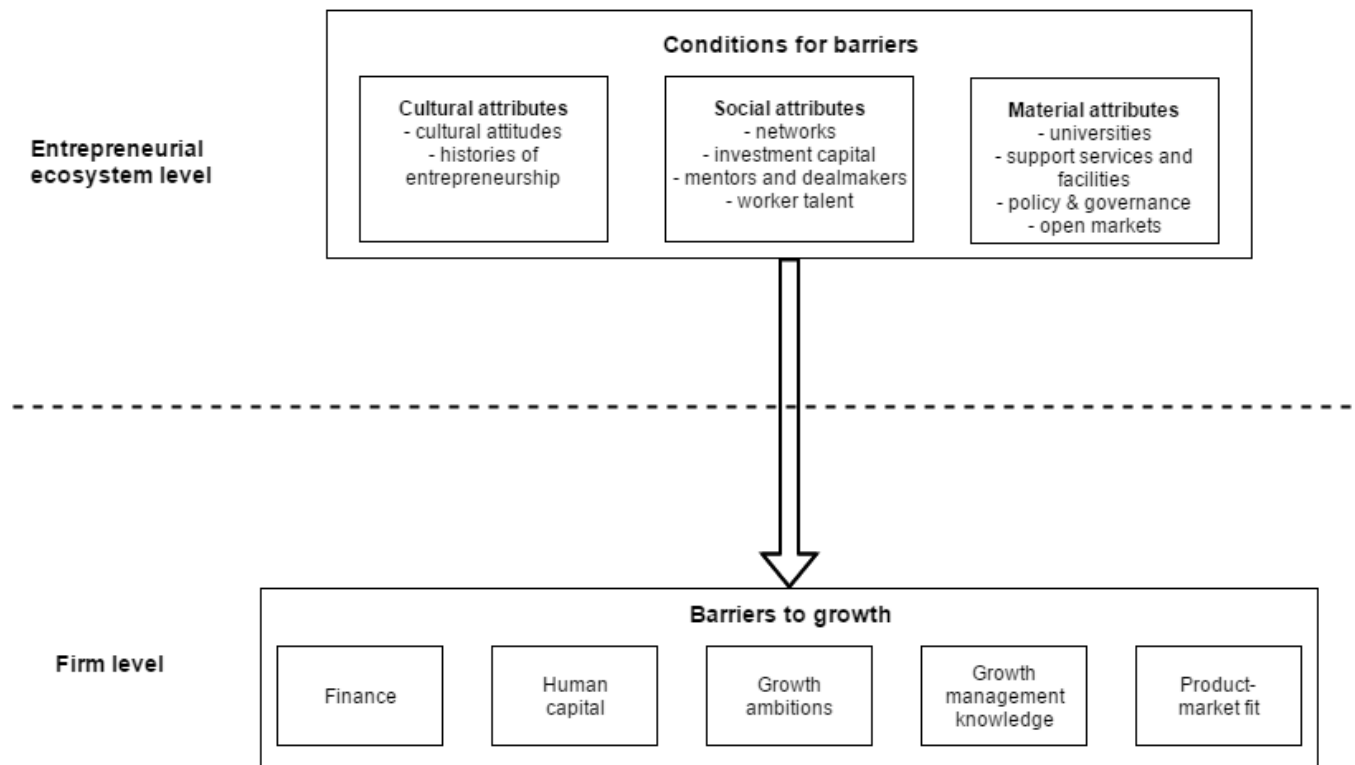 Conditions for barriers
Entrepreneurial
ecosystem level
Cultural attributes
- cultural attitudes
- histories of
entrepreneurship
Social attributes
- networks
- investment capital
- mentors and dealmakers
- worker talent
Material attributes
- universities
- support services and
facilities
- policy & governance
- open markets
Firm level
Barriers to growth
Finance
Human
capital
Growth
ambitions
Growth
management
knowledge
Product-
market fit